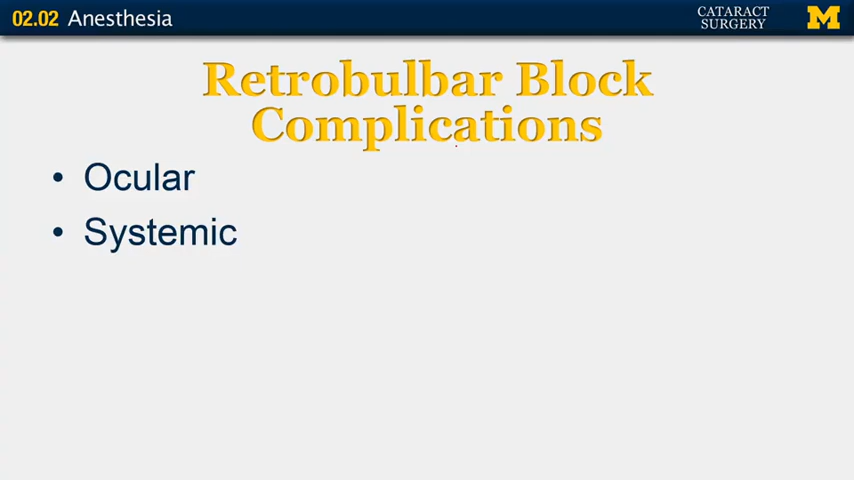 02.02 Anesthesia
CATARACT
SURGERY
M
Retrobulbar Block
Complications
• Ocular
• Systemic